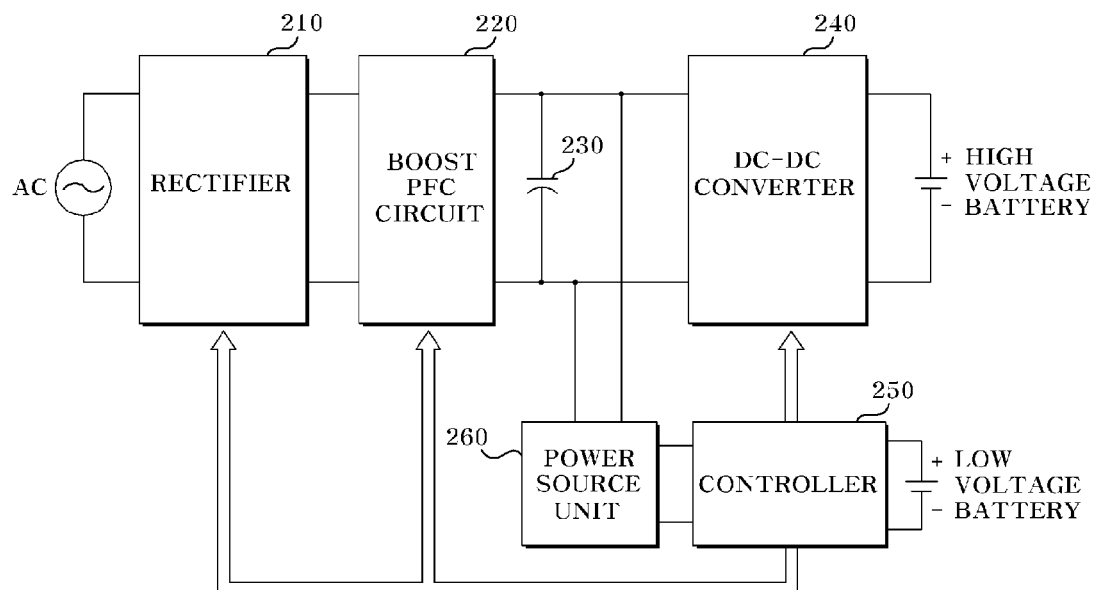 210
220
240
AC
RECTIFIER
BOOST
PFC
CIRCUIT
230
DC-DC
CONVERTER
+ HIGH
VOLTAGE
- BATTERY
260
POWER
SOURCE
UNIT
250
CONTROLLER
+ LOW
VOLTAGE
- BATTERY